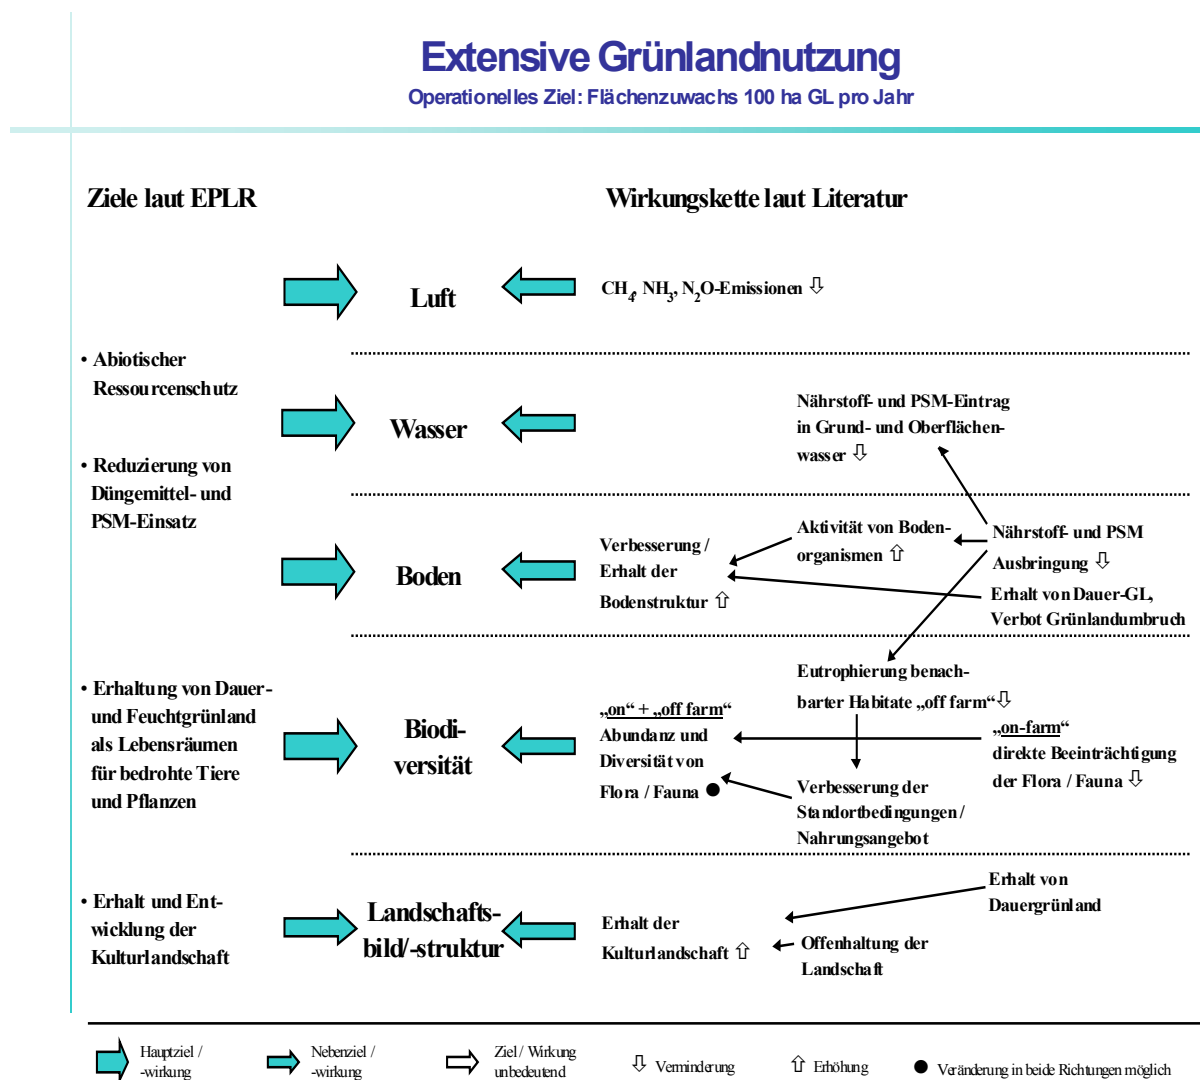 Extensive Grünlandnutzung
Operationelles Ziel: Flächenzuwachs 100 ha GL pro Jahr
Ziele laut EPLR
Wirkungskette laut Literatur
Luft
CH4, NH3, N2O-Emissionen ⇩
• Abiotischer
Ressourcenschutz
Wasser
Nährstoff- und PSM-Eintrag
in Grund- und Oberflächen-
wasser ⇩
• Reduzierung von
Düngemittel- und
PSM-Einsatz
Boden
Verbesserung /
Erhalt der
Bodenstruktur ⇧
Aktivität von Boden-
organismen ⇧
Nährstoff- und PSM
Ausbringung ⇩
Erhalt von Dauer-GL,
Verbot Grünlandumbruch
• Erhaltung von Dauer-
und Feuchtgrünland
als Lebensräumen
für bedrohte Tiere
und Pflanzen
Biodi-
versität
„on“ + „off farm“
Abundanz und
Diversität von
Flora / Fauna ●
Eutrophierung benach-
barter Habitate „off farm“ ⇩
Verbesserung der
Standortbedingungen /
Nahrungsangebot
„on-farm“
direkte Beeinträchtigung
der Flora / Fauna ⇩
• Erhalt und Ent-
wicklung der
Kulturlandschaft
Landschafts-
bild/-struktur
Erhalt der
Kulturlandschaft ⇧
Offenhaltung der
Landschaft
Erhalt von
Dauergrünland
Hauptziel /
-wirkung
Nebenziel /
-wirkung
Ziel / Wirkung
unbedeutend
⇩ Verminderung
⇧ Erhöhung
● Veränderung in beide Richtungen möglich